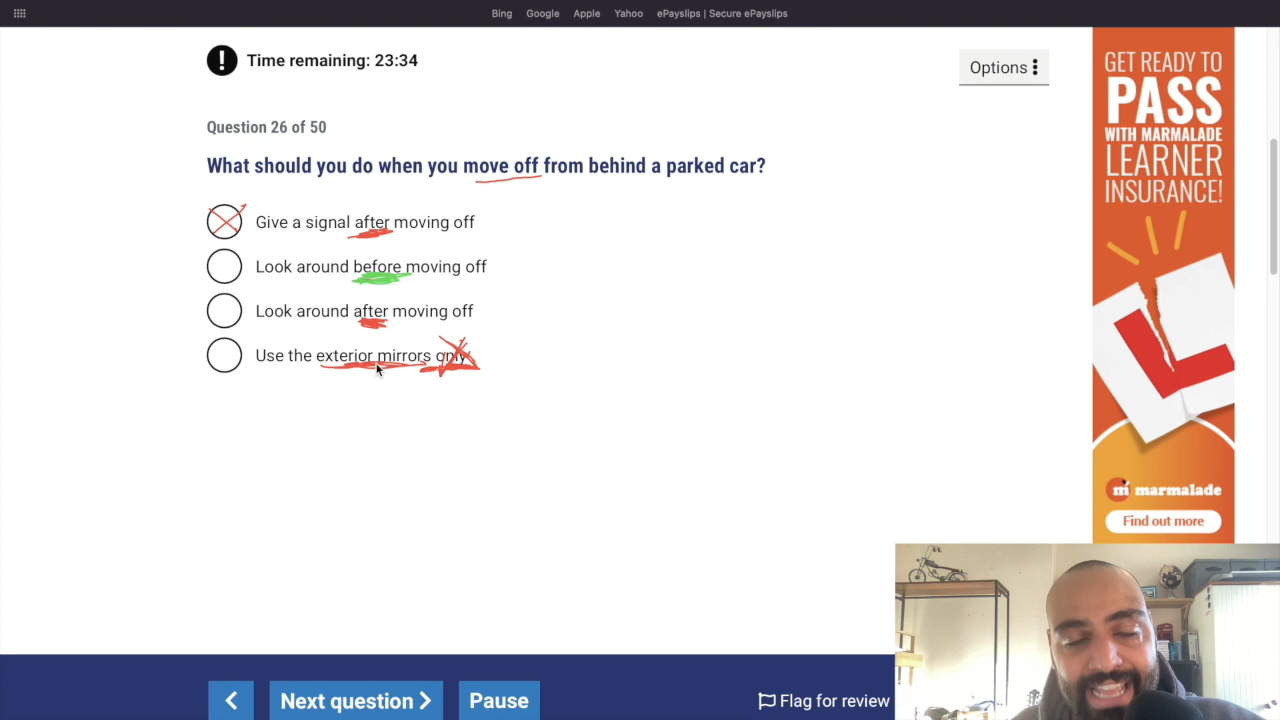 Bing Google Apple Yahoo ePayslips | Secure ePayslips
Time remaining: 23:34
Options
Question 26 of 50
What should you do when you move off from behind a parked car?
Give a signal after moving off
Look around before moving off
Look around after moving off
Use the exterior mirrors only
Next question
Pause
Flag for review
GET READY TO
PASS
WITH MARMALADE
LEARNER
INSURANCE!
L
m marmalade
Find out more